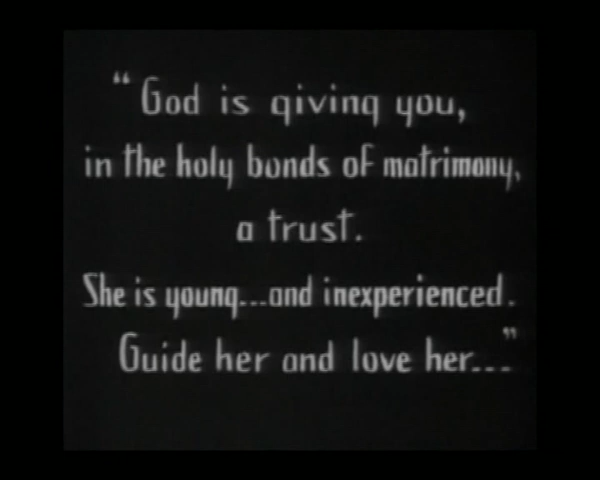 “God is giving you,
in the holy bonds of matrimony,
a trust.
She is young...and inexperienced.
Guide her and love her...”